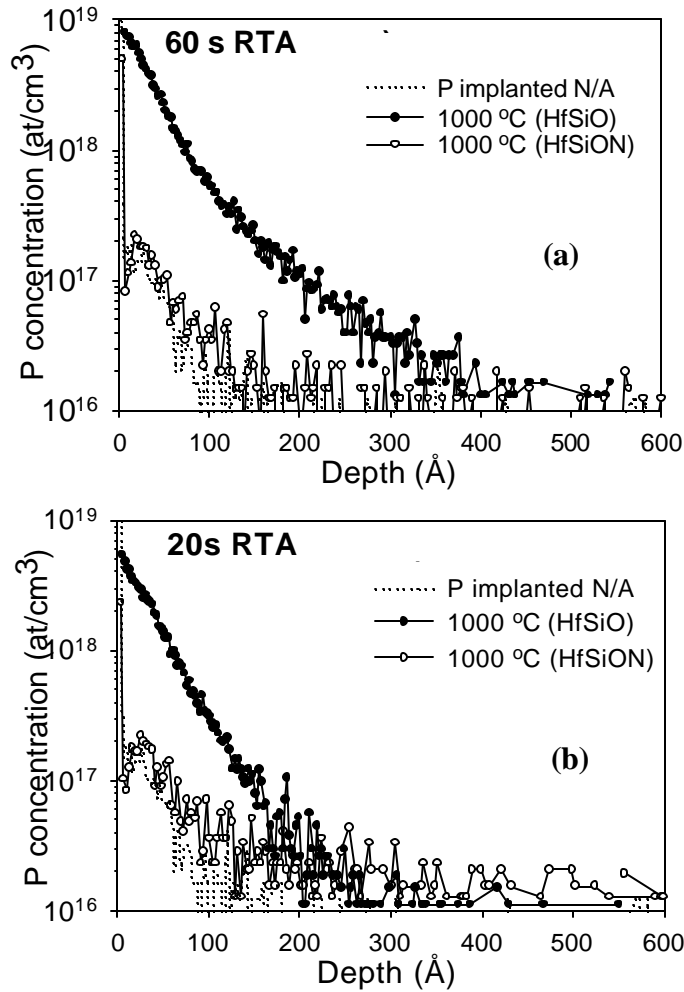 10¹⁹
60 s RTA
P implanted N/A
1000 ºC (HfSiO)
1000 ºC (HfSiON)
10¹⁸
(a)
10¹⁷
10¹⁶
P concentration (at/cm³)
0 100 200 300 400 500 600
Depth (Å)
10¹⁹
20s RTA
P implanted N/A
1000 ºC (HfSiO)
1000 ºC (HfSiON)
10¹⁸
(b)
10¹⁷
10¹⁶
P concentration (at/cm³)
0 100 200 300 400 500 600
Depth (Å)